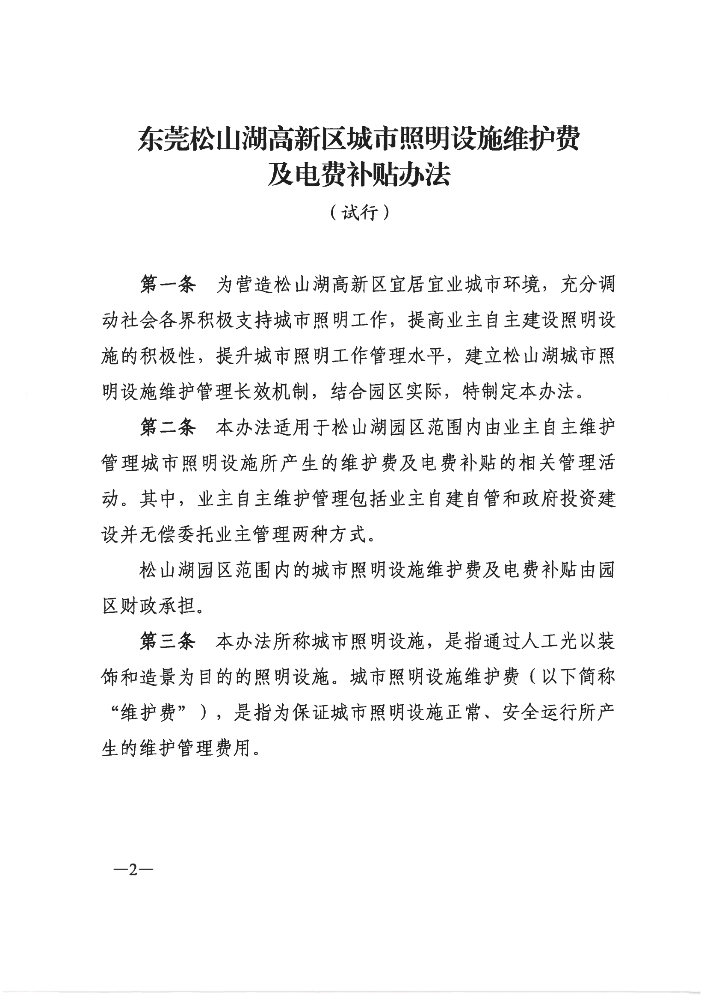 东莞松山湖高新区城市照明设施维护费
及电费补贴办法
（试行）
第一条 为营造松山湖高新区宜居宜业城市环境，充分调
动社会各界积极支持城市照明工作，提高业主自主建设照明设
施的积极性，提升城市照明工作管理水平，建立松山湖城市照
明设施维护管理长效机制，结合园区实际，特制定本办法。
第二条 本办法适用于松山湖园区范围内由业主自主维护
管理城市照明设施所产生的维护费及电费补贴的相关管理活
动。其中，业主自主维护管理包括业主自建自管和政府投资建
设并无偿委托业主管理两种方式。
松山湖园区范围内的城市照明设施维护费及电费补贴由园
区财政承担。
第三条 本办法所称城市照明设施，是指通过人工光以装
饰和造景为目的的照明设施。城市照明设施维护费（以下简称
“维护费”），是指为保证城市照明设施正常、安全运行所产
生的维护管理费用。
—2—